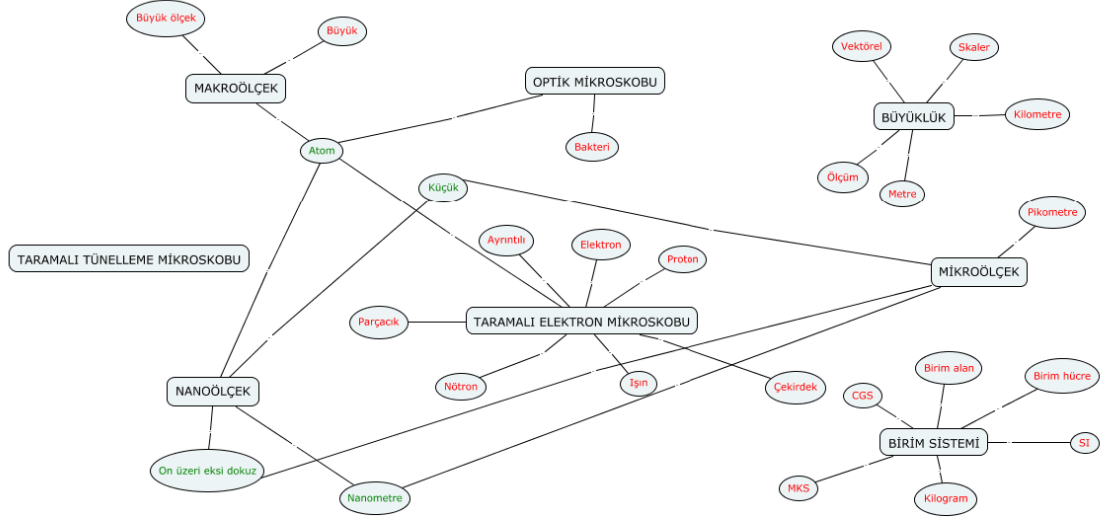 Büyük ölçek
Büyük
MAKROÖLÇEK
OPTİK MİKROSKOBU
Vektörel
Skaler
BÜYÜKLÜK
Kilometre
Atom
Bakteri
Ölçüm
Metre
Küçük
Pikometre
Ayrıntılı
Elektron
Proton
TARAMALI TÜNELLEME MİKROSKOBU
MİKROÖLÇEK
Parçacık
TARAMALI ELEKTRON MİKROSKOBU
NANOÖLÇEK
Nötron
Işın
Çekirdek
CGS
Birim alan
Birim hücre
BİRİM SİSTEMİ
SI
On üzeri eksi dokuz
Nanometre
MKS
Kilogram